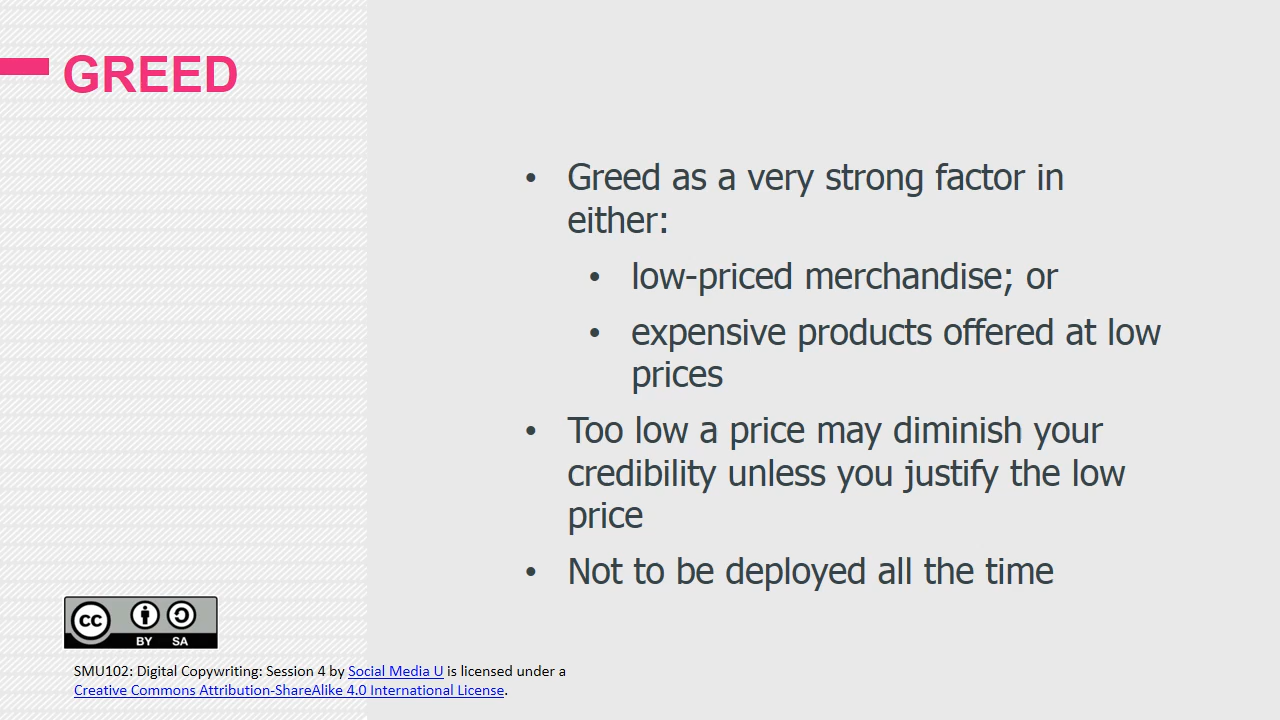 GREED
• Greed as a very strong factor in
either:
• low-priced merchandise; or
• expensive products offered at low
prices
• Too low a price may diminish your
credibility unless you justify the low
price
• Not to be deployed all the time
cc
BY SA
SMU102: Digital Copywriting: Session 4 by Social Media U is licensed under a
Creative Commons Attribution-ShareAlike 4.0 International License.